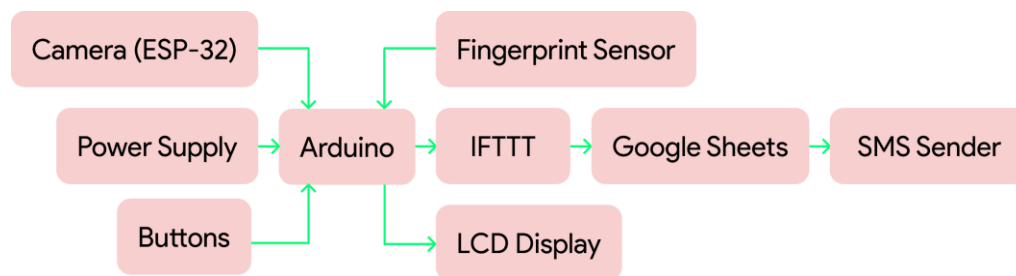 Camera (ESP-32)
Fingerprint Sensor
Power Supply
Arduino
IFTTT
Google Sheets
SMS Sender
Buttons
LCD Display